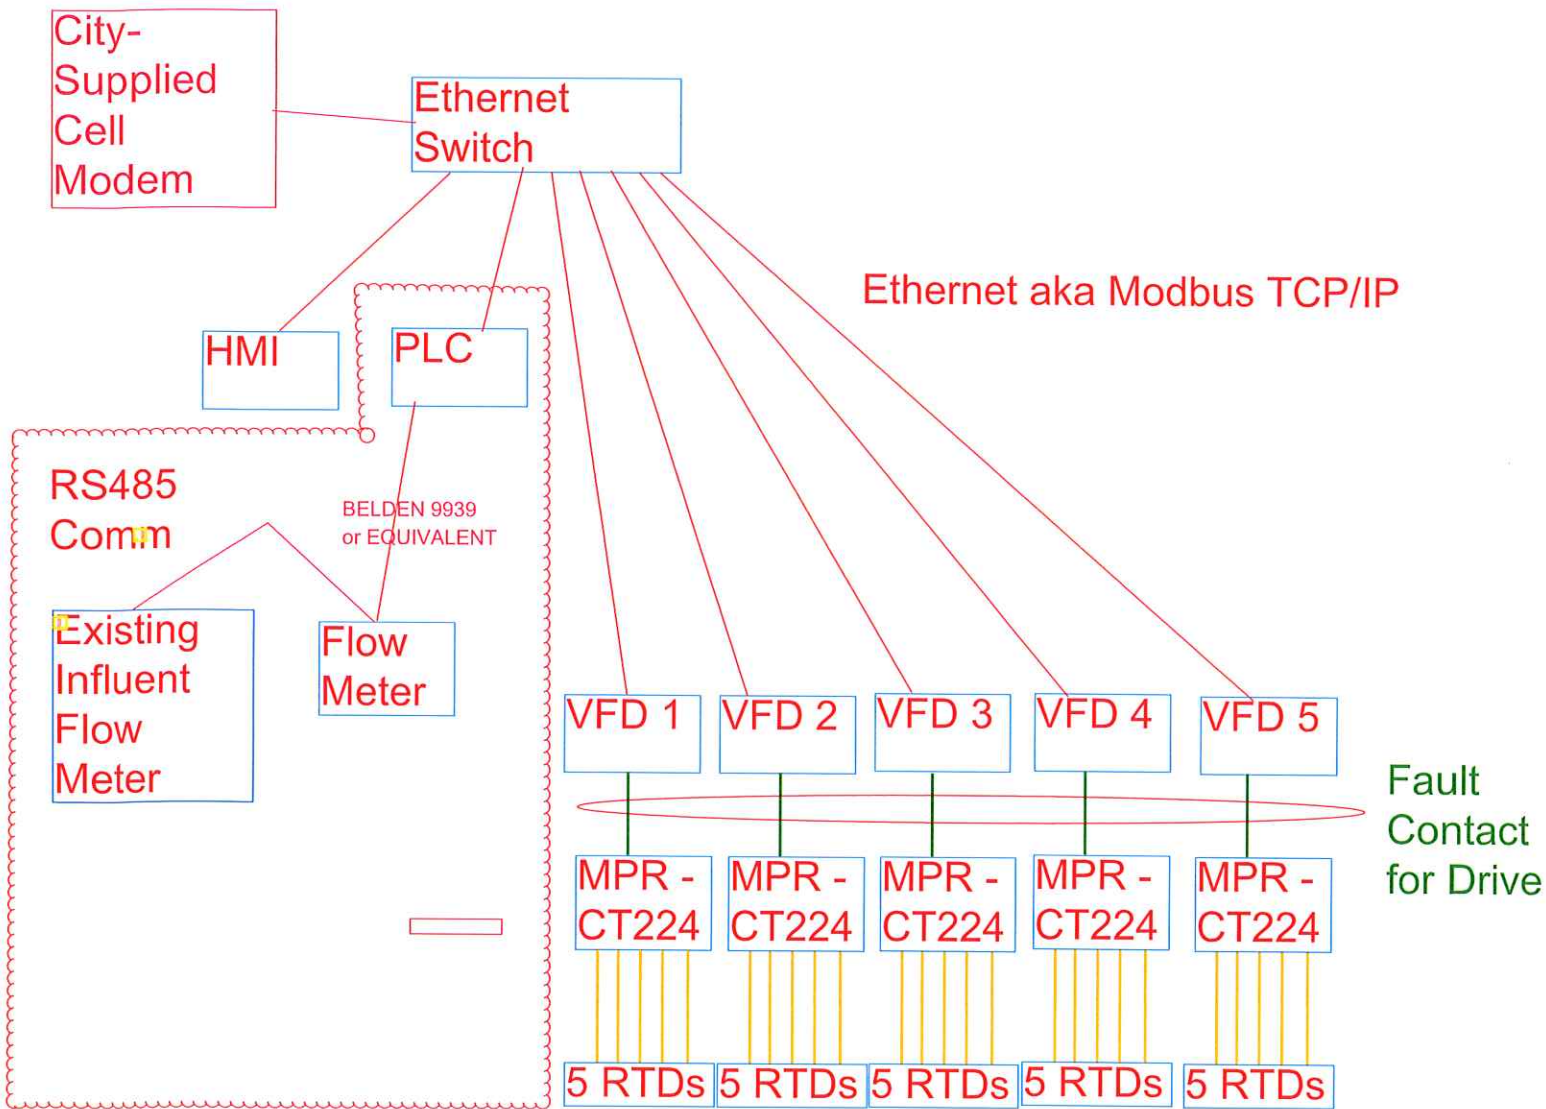 City-
Supplied
Cell
Modem
Ethernet
Switch
Ethernet aka Modbus TCP/IP
HMI
PLC
RS485
Comm
BELDEN 9939
or EQUIVALENT
Existing
Influent
Flow
Meter
Flow
Meter
VFD 1
VFD 2
VFD 3
VFD 4
VFD 5
Fault
Contact
for Drive
MPR -
CT224
MPR -
CT224
MPR -
CT224
MPR -
CT224
MPR -
CT224
5 RTDs
5 RTDs
5 RTDs
5 RTDs
5 RTDs